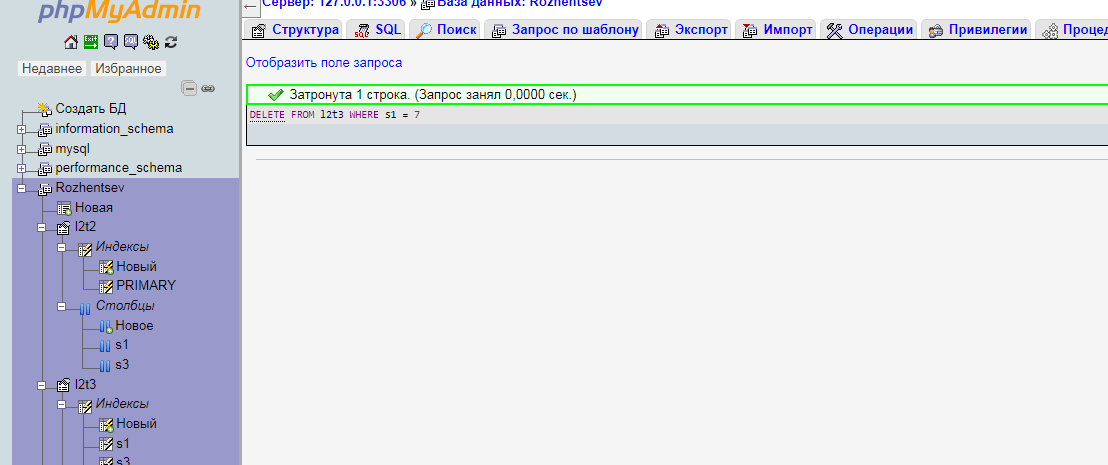 phpMyAdmin
Недавнее Избранное
Создать БД
information_schema
mysql
performance_schema
Rozhentsev
Новая
l2t2
Индексы
Новый
PRIMARY
Столбцы
Новое
s1
s3
l2t3
Индексы
Новый
s1
s3
Сервер: 127.0.0.1:3306 » База данных: Rozhentsev
Структура SQL Поиск Запрос по шаблону Экспорт Импорт Операции Привилегии Процед
Отобразить поле запроса
Затронута 1 строка. (Запрос занял 0,0000 сек.)
DELETE FROM l2t3 WHERE s1 = 7